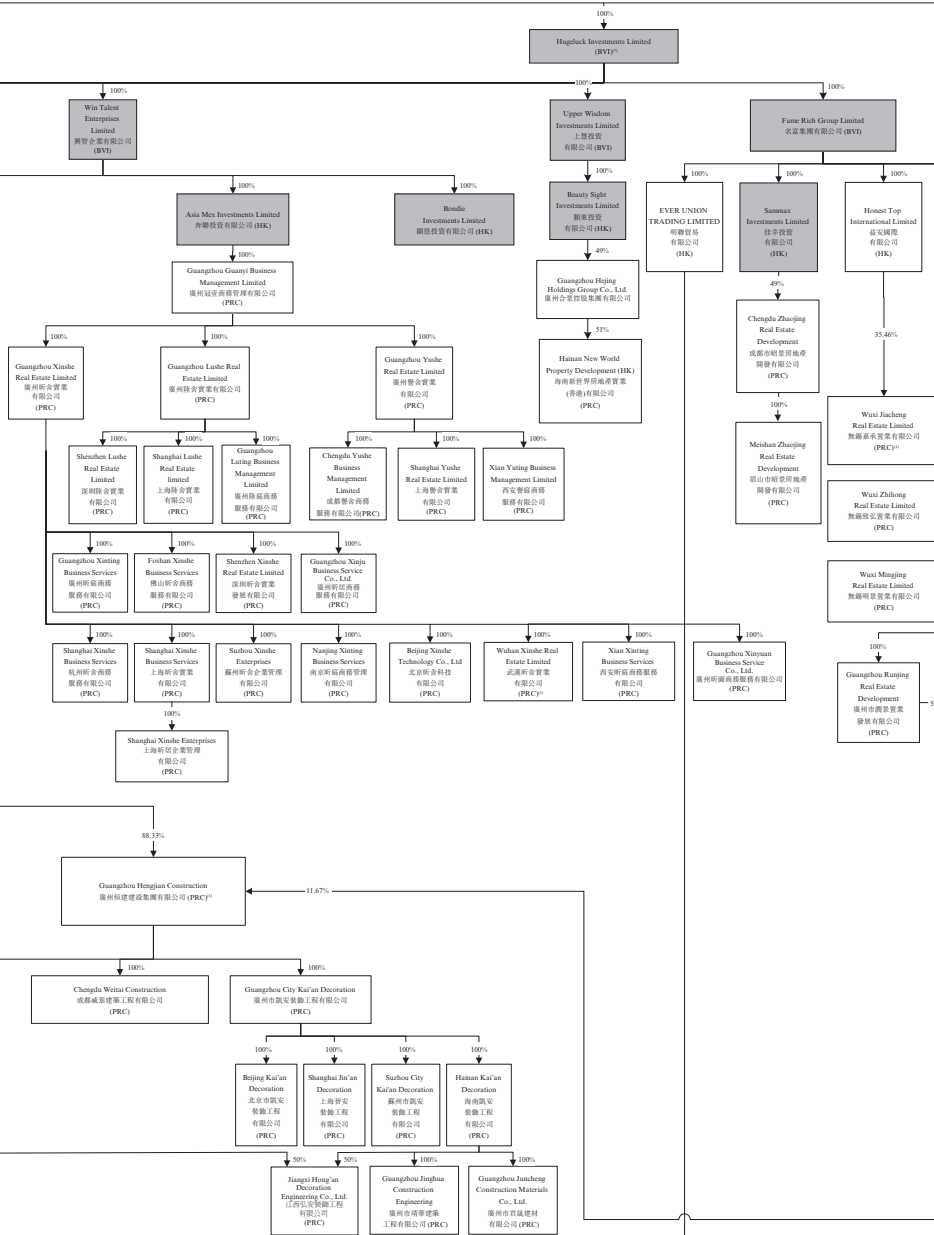 100%
Hugeluck Investments Limited
(BVI)⁽⁷⁾
100%
100%
100%
Win Talent
Enterprises
Limited
興智企業有限公司
(BVI)
Upper Wisdom
Investments Limited
上慧投資
有限公司
(BVI)
Fame Rich Group Limited
名富集團有限公司 (BVI)
100%
100%
100%
100%
100%
100%
Asia Mex Investments Limited
奔聯投資有限公司 (HK)
Bondie
Investments Limited
顯恩投資有限公司 (HK)
Beauty Sight
Investments Limited
穎東投資
有限公司 (HK)
EVER UNION
TRADING LIMITED
明聯貿易
有限公司
(HK)
Sammax
Investments Limited
佳幸投資
有限公司
(HK)
Honest Top
International Limited
益安國際
有限公司
(HK)
100%
49%
49%
35.46%
Guangzhou Guanyi Business
Management Limited
廣州冠壹商務管理有限公司
(PRC)
Guangzhou Hejing
Holdings Group Co., Ltd.
廣州合景控股集團有限公司
Chengdu Zhaojing
Real Estate
Development
成都市昭景房地產
開發有限公司
(PRC)
100%
100%
100%
51%
Guangzhou Xinshe
Real Estate Limited
廣州昕舍實業
有限公司
(PRC)
Guangzhou Lushe Real
Estate Limited
廣州陸舍實業有限公司
(PRC)
Guangzhou Yushe
Real Estate Limited
廣州譽舍實業
有限公司
(PRC)
Hainan New World
Property Development (HK)
海南新世界房地產實業
(香港)有限公司
(PRC)
100%
Wuxi Jiacheng
Real Estate Limited
無錫嘉承置業有限公司
(PRC)⁽³⁾
100%
100%
100%
100%
100%
100%
Shenzhen Lushe
Real Estate
Limited
深圳陸舍實業
有限公司
(PRC)
Shanghai Lushe
Real Estate
limited
上海陸舍實業
有限公司
(PRC)
Guangzhou
Luting Business
Management
Limited
廣州陸庭商務
服務有限公司
(PRC)
Chengdu Yushe
Business
Management
Limited
成都譽舍商務
服務有限公司(PRC)
Shanghai Yushe
Real Estate Limited
上海譽舍實業
有限公司
(PRC)
Xian Yuting Business
Management Limited
西安譽庭商務
服務有限公司
(PRC)
Meishan Zhaojing
Real Estate
Development
眉山市昭景房地產
開發有限公司
(PRC)
Wuxi Zhihong
Real Estate Limited
無錫致弘置業有限公司
(PRC)
100%
100%
100%
100%
Guangzhou Xinting
Business Services
廣州昕庭商務
服務有限公司
(PRC)
Foshan Xinshe
Business Services
佛山昕舍商務
服務有限公司
(PRC)
Shenzhen Xinshe
Real Estate Limited
深圳昕舍實業
發展有限公司
(PRC)
Guangzhou Xinju
Business Service
Co., Ltd.
廣州昕居商務
服務有限公司
(PRC)
Wuxi Mingjing
Real Estate Limited
無錫明景置業有限公司
(PRC)
100%
100%
100%
100%
100%
100%
100%
100%
100%
Shanghai Xinshe
Business Services
杭州昕舍商務
服務有限公司
(PRC)
Shanghai Xinshe
Business Services
上海昕舍實業
有限公司
(PRC)
Suzhou Xinshe
Enterprises
蘇州昕舍企業管理
有限公司
(PRC)
Nanjing Xinting
Business Services
南京昕庭商務管理
有限公司
(PRC)
Beijing Xinshe
Technology Co., Ltd
北京昕舍科技
有限公司
(PRC)
Wuhan Xinshe Real
Estate Limited
武漢昕舍實業
有限公司
(PRC)⁽³⁾
Xian Xinting
Business Services
西安昕庭商務服務
有限公司
(PRC)
Guangzhou Xinyuan
Business Service
Co., Ltd.
廣州昕園商務服務有限公司
(PRC)
Guangzhou Runjing
Real Estate
Development
廣州市潤景置業
發展有限公司
(PRC)
5
100%
Shanghai Xinshe Enterprises
上海昕居企業管理
有限公司
(PRC)
88.33%
Guangzhou Hengjian Construction
廣州恒建建設集團有限公司 (PRC)⁽²⁾
11.67%
100%
100%
Chengdu Weitai Construction
成都威泰建築工程有限公司
(PRC)
Guangzhou City Kai'an Decoration
廣州市凱安裝飾工程有限公司
(PRC)
100%
100%
100%
100%
Beijing Kai'an
Decoration
北京市凱安
裝飾工程
有限公司
(PRC)
Shanghai Jin'an
Decoration
上海晉安
裝飾工程
有限公司
(PRC)
Suzhou City
Kai'an Decoration
蘇州市凱安
裝飾工程
有限公司
(PRC)
Hainan Kai'an
Decoration
海南凱安
裝飾工程
有限公司
(PRC)
50%
50%
100%
100%
Jiangxi Hong'an
Decoration
Engineering Co., Ltd.
江西弘安裝飾工程
有限公司
(PRC)
Guangzhou Jinghua
Construction
Engineering
廣州市靖華建築
工程有限公司 (PRC)
Guangzhou Juncheng
Construction Materials
Co., Ltd.
廣州市君晟建材
有限公司 (PRC)